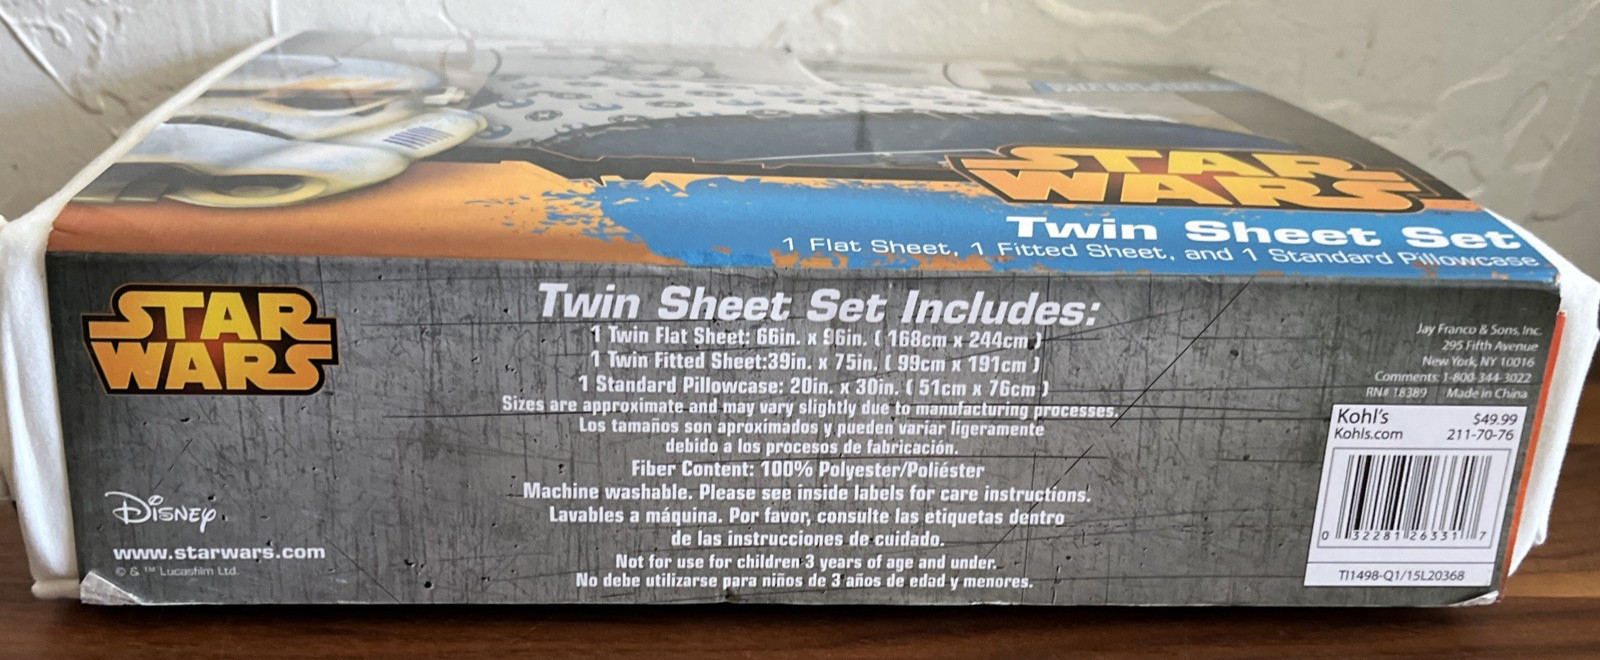 STAR
WARS
Twin Sheet Set
1 Flat Sheet, 1 Fitted Sheet, and 1 Standard Pillowcase
STAR
WARS
Twin Sheet Set Includes:
1 Twin Flat Sheet: 66in. x 96in. ( 168cm x 244cm )
1 Twin Fitted Sheet:39in. x 75in. ( 99cm x 191cm )
1 Standard Pillowcase: 20in. x 30in. ( 51cm x 76cm )
Sizes are approximate and may vary slightly due to manufacturing processes.
Los tamaños son aproximados y pueden variar ligeramente
debido a los procesos de fabricación.
Fiber Content: 100% Polyester/Poliéster
Machine washable. Please see inside labels for care instructions.
Lavables a máquina. Por favor, consulte las etiquetas dentro
de las instrucciones de cuidado.
Not for use for children 3 years of age and under.
No debe utilizarse para niños de 3 años de edad y menores.
Disney
www.starwars.com
© & ™ Lucasfilm Ltd.
Jay Franco & Sons, Inc.
295 Fifth Avenue
New York, NY 10016
Comments: 1-800-344-3022
RN# 18389 Made in China
Kohl's $49.99
Kohls.com 211-70-76
0 32281 26331 7
TI1498-Q1/15L20368